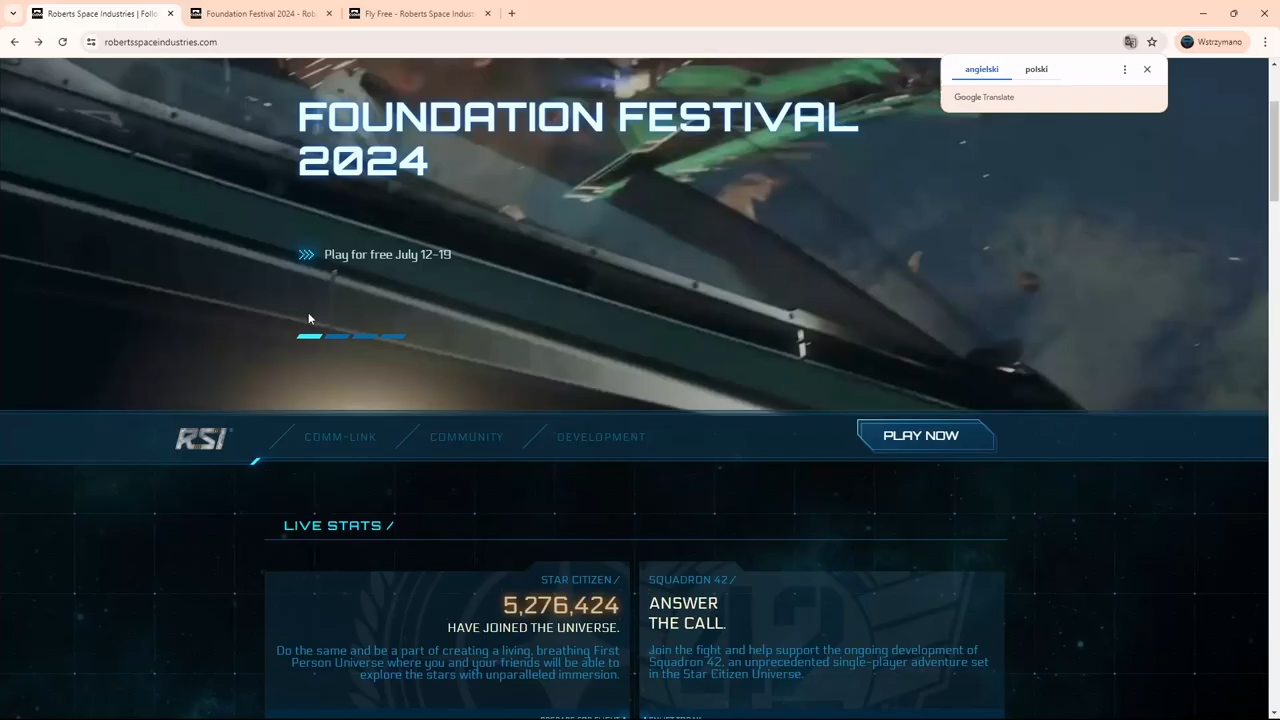 Roberts Space Industries | Follo
Foundation Festival 2024 - Rob
Fly Free - Roberts Space Indust
robertsspaceindustries.com
Wstrzymano
angielski
polski
Google Translate
FOUNDATION FESTIVAL
2024
Play for free July 12-19
RSI
COMM-LINK
COMMUNITY
DEVELOPMENT
PLAY NOW
LIVE STATS /
STAR CITIZEN /
5,276,424
HAVE JOINED THE UNIVERSE.
Do the same and be a part of creating a living, breathing First
Person Universe where you and your friends will be able to
explore the stars with unparalleled immersion.
SQUADRON 42 /
ANSWER
THE CALL.
Join the fight and help support the ongoing development of
Squadron 42, an unprecedented single-player adventure set
in the Star Citizen Universe.